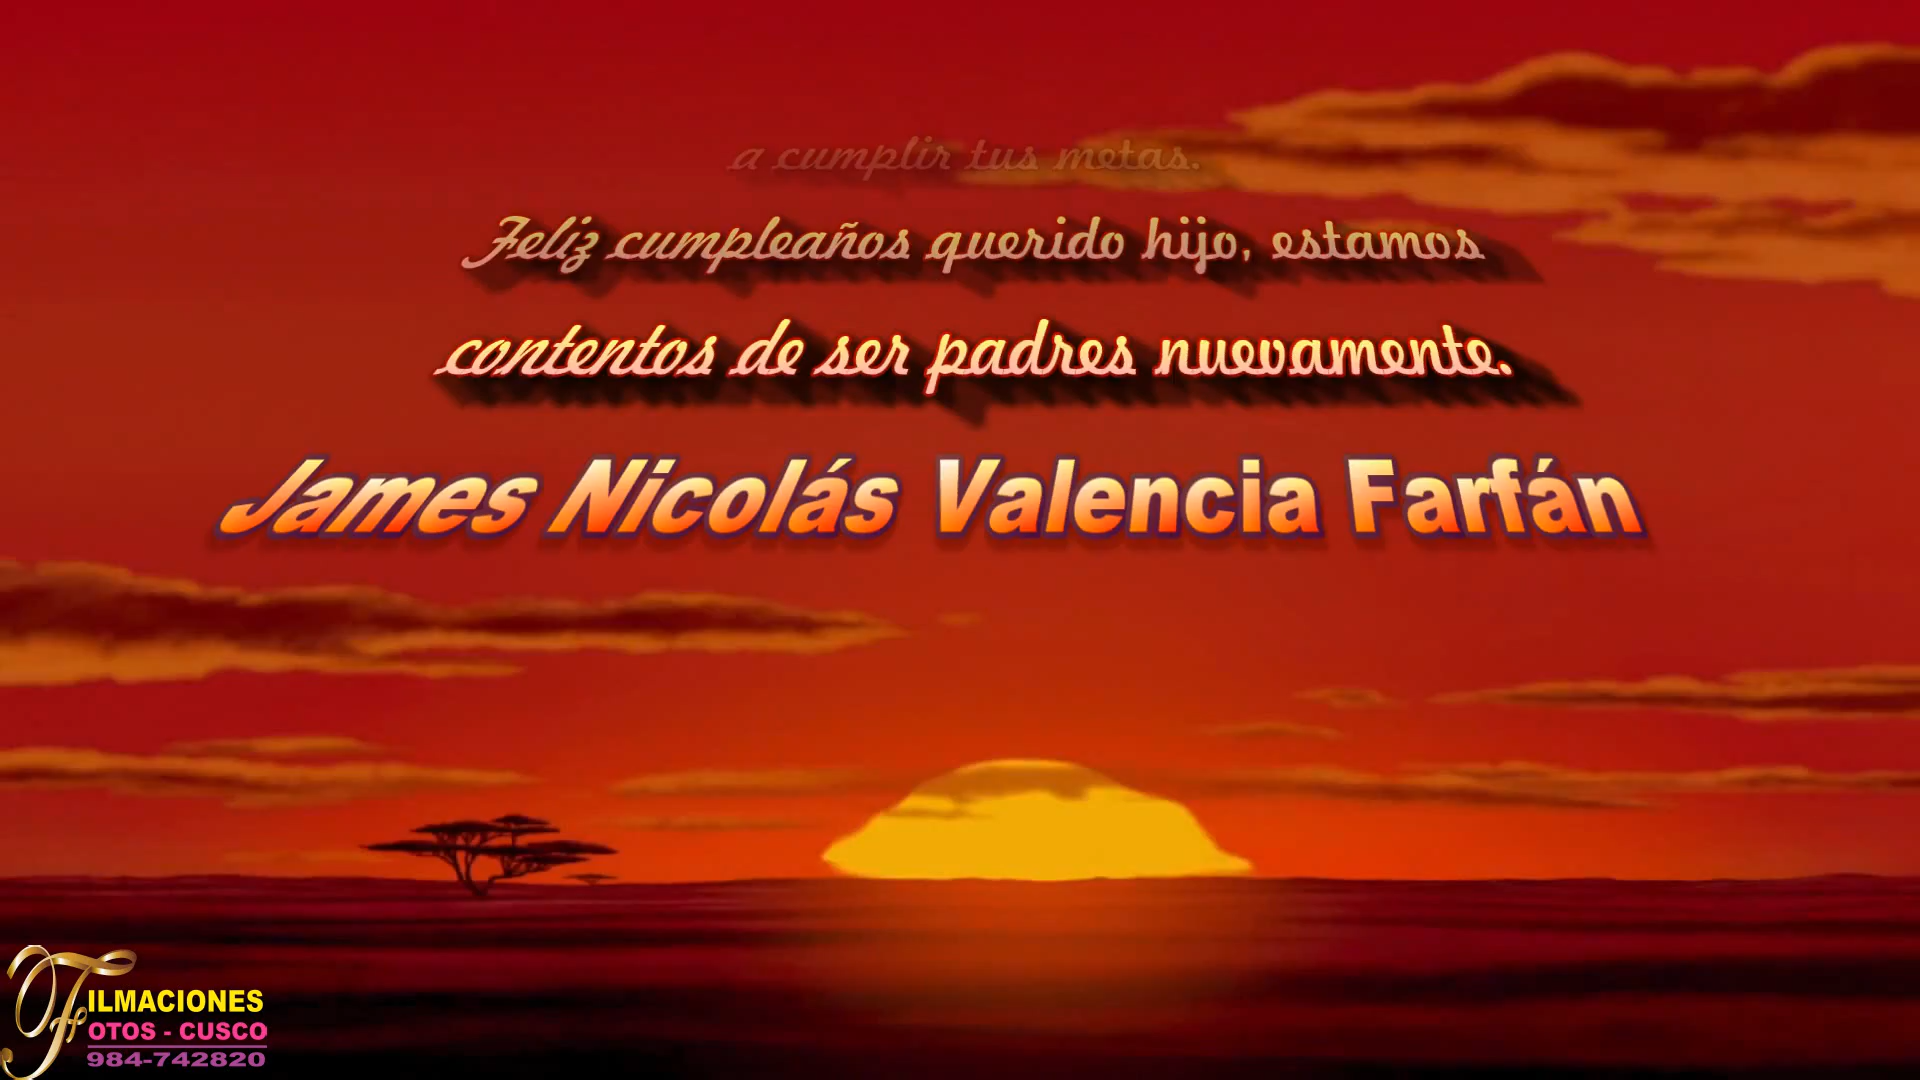 a cumplir tus metas.
Feliz cumpleaños querido hijo, estamos
contentos de ser padres nuevamente.
James Nicolás Valencia Farfán
FILMACIONES
FOTOS - CUSCO
984-742820